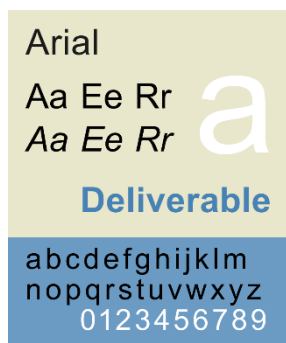 Arial
Aa Ee Rr
Aa Ee Rr
a
Deliverable
abcdefghijklm
nopqrstuvwxyz
0123456789